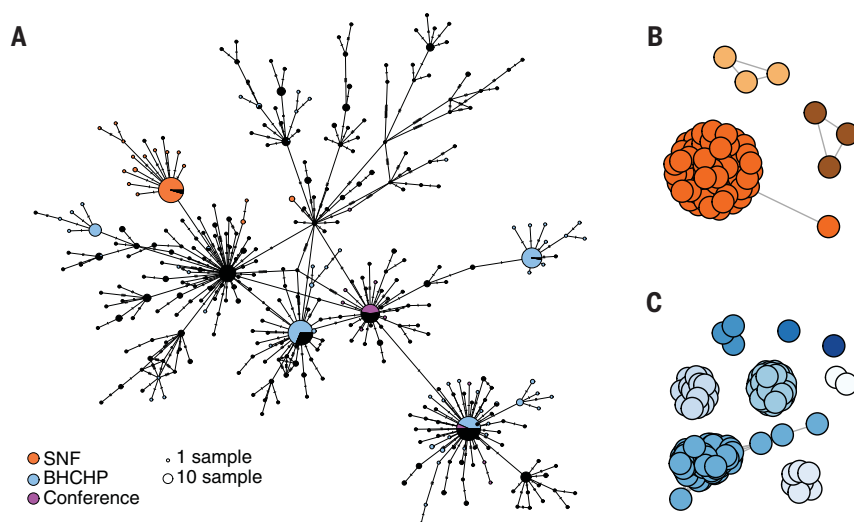 A
B
C
SNF
BHCHP
Conference
1 sample
10 sample